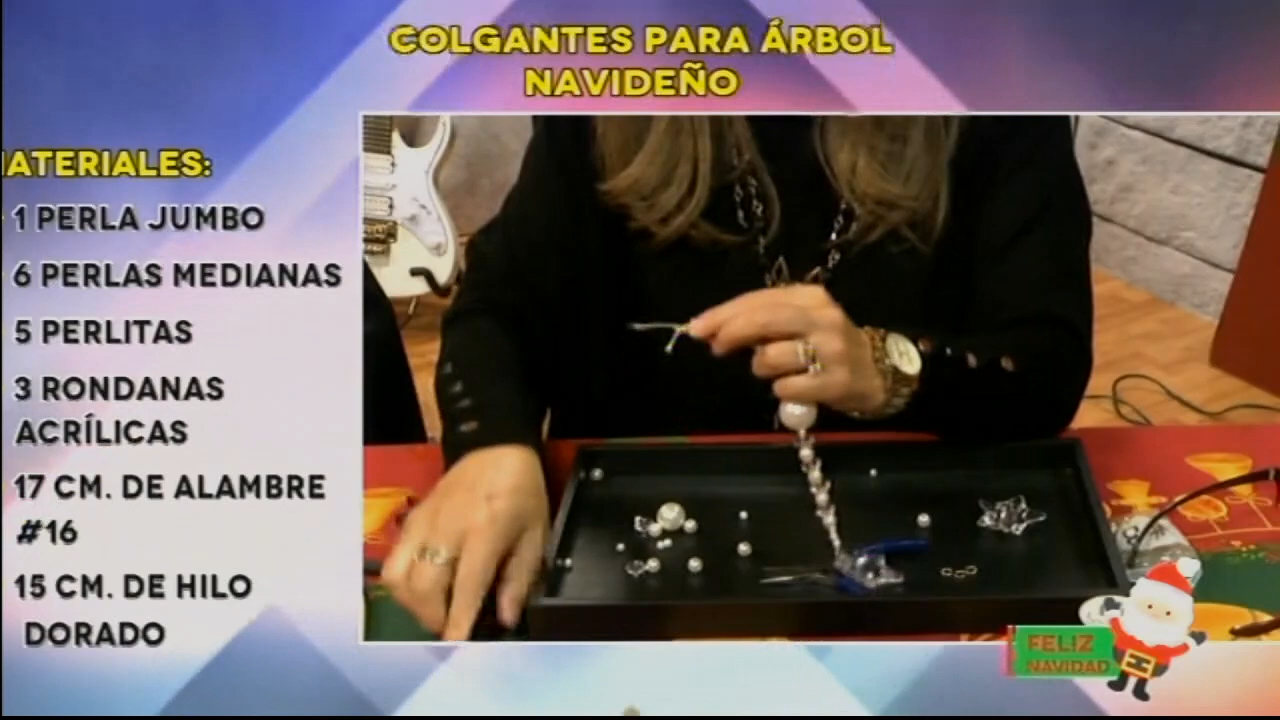 COLGANTES PARA ÁRBOL
NAVIDEÑO
MATERIALES:
1 PERLA JUMBO
6 PERLAS MEDIANAS
5 PERLITAS
3 RONDANAS
ACRÍLICAS
17 CM. DE ALAMBRE
#16
15 CM. DE HILO
DORADO
FELIZ
NAVIDAD